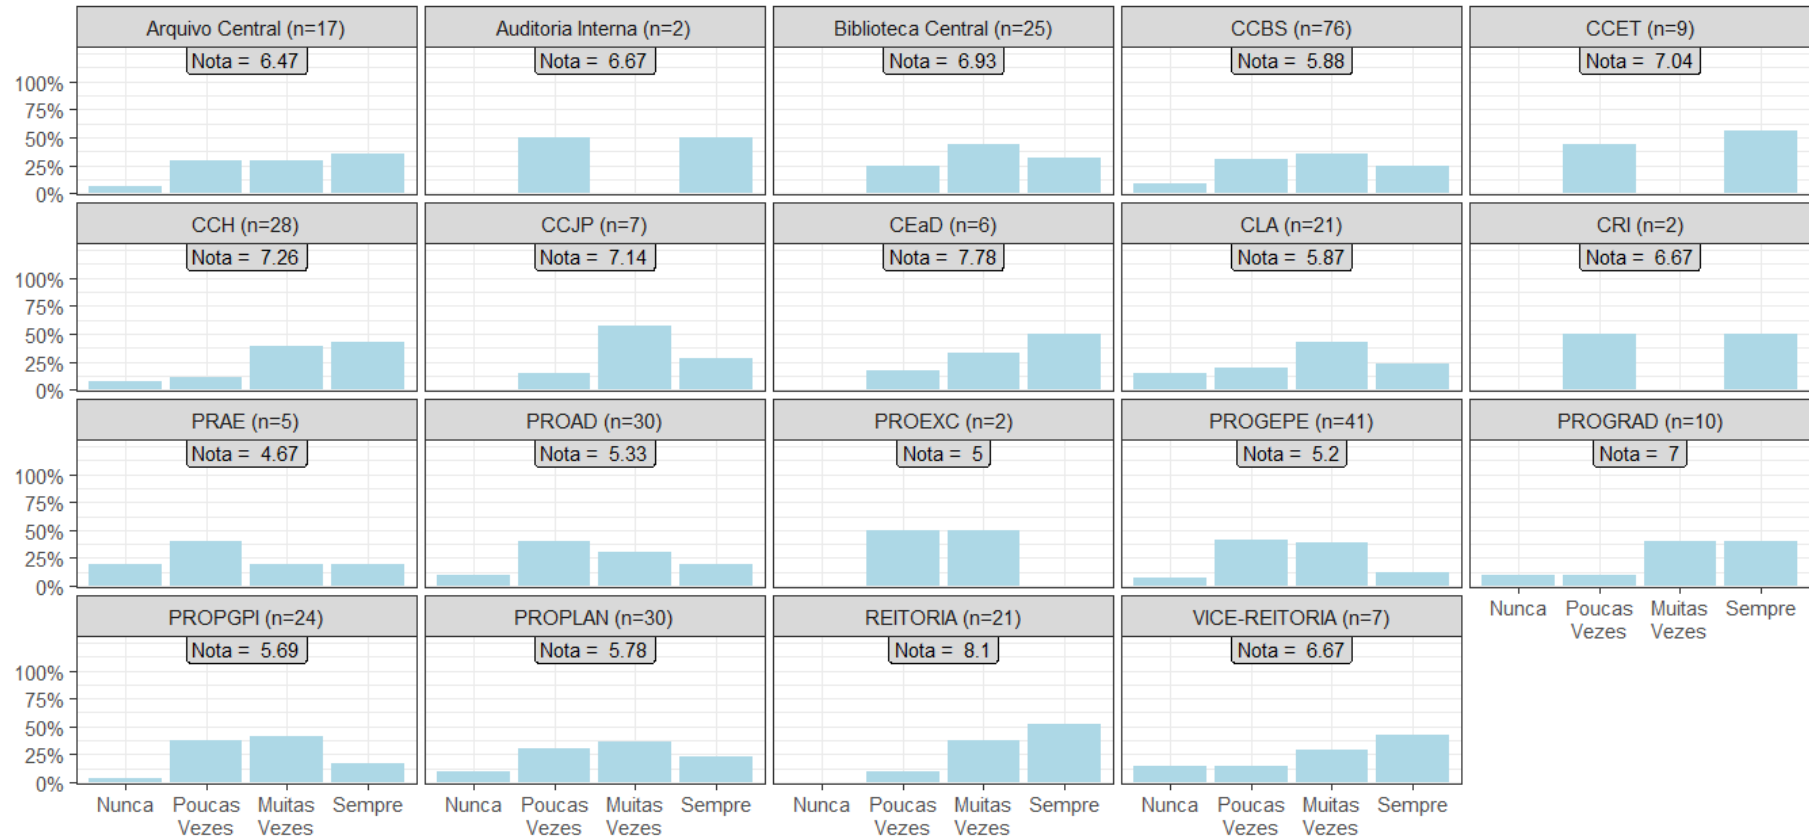 Arquivo Central (n=17)
Auditoria Interna (n=2)
Biblioteca Central (n=25)
CCBS (n=76)
CCET (n=9)
Nota = 6.47
Nota = 6.67
Nota = 6.93
Nota = 5.88
Nota = 7.04
100%
75%
50%
25%
0%
CCH (n=28)
CCJP (n=7)
CEaD (n=6)
CLA (n=21)
CRI (n=2)
Nota = 7.26
Nota = 7.14
Nota = 7.78
Nota = 5.87
Nota = 6.67
100%
75%
50%
25%
0%
PRAE (n=5)
PROAD (n=30)
PROEXC (n=2)
PROGEPE (n=41)
PROGRAD (n=10)
Nota = 4.67
Nota = 5.33
Nota = 5
Nota = 5.2
Nota = 7
100%
75%
50%
25%
0%
Nunca
Poucas
Vezes
Muitas
Vezes
Sempre
PROPGPI (n=24)
PROPLAN (n=30)
REITORIA (n=21)
VICE-REITORIA (n=7)
Nota = 5.69
Nota = 5.78
Nota = 8.1
Nota = 6.67
100%
75%
50%
25%
0%
Nunca
Poucas
Vezes
Muitas
Vezes
Sempre
Nunca
Poucas
Vezes
Muitas
Vezes
Sempre
Nunca
Poucas
Vezes
Muitas
Vezes
Sempre
Nunca
Poucas
Vezes
Muitas
Vezes
Sempre